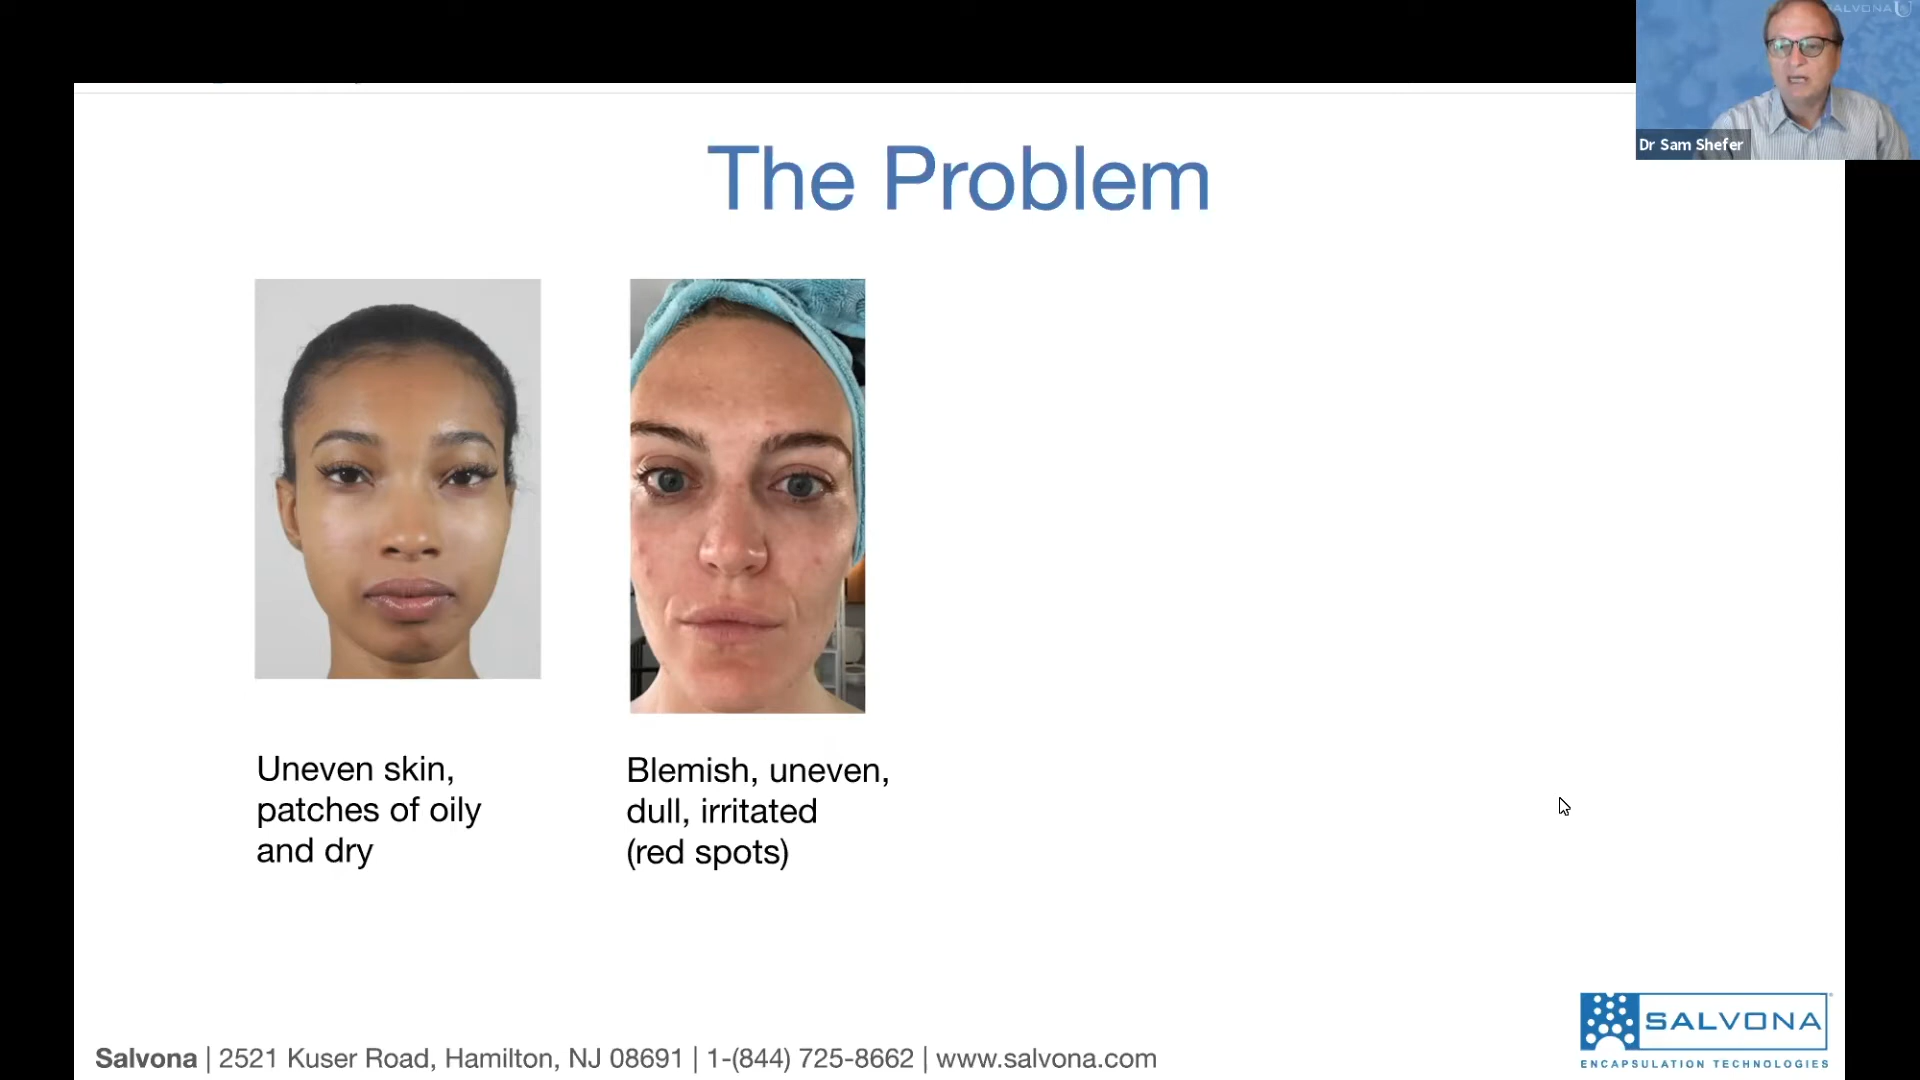 SALVONA
Dr Sam Shefer
The Problem
Uneven skin,
patches of oily
and dry
Blemish, uneven,
dull, irritated
(red spots)
SALVONA
ENCAPSULATION TECHNOLOGIES
Salvona | 2521 Kuser Road, Hamilton, NJ 08691 | 1-(844) 725-8662 | www.salvona.com